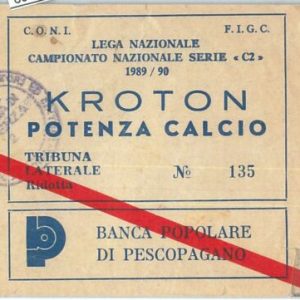 C.O.N.I. F.I.G.C.
LEGA NAZIONALE
CAMPIONATO NAZIONALE SERIE « C2 »
1989 / 90
KROTON
POTENZA CALCIO
TRIBUNA
LATERALE № 135
Ridotta
BANCA POPOLARE
DI PESCOPAGANO